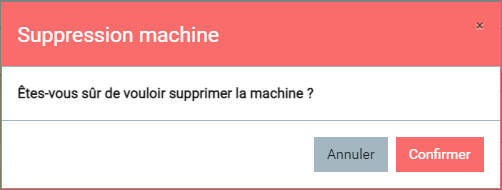 Suppression machine
×
Êtes-vous sûr de vouloir supprimer la machine ?
Annuler Confirmer